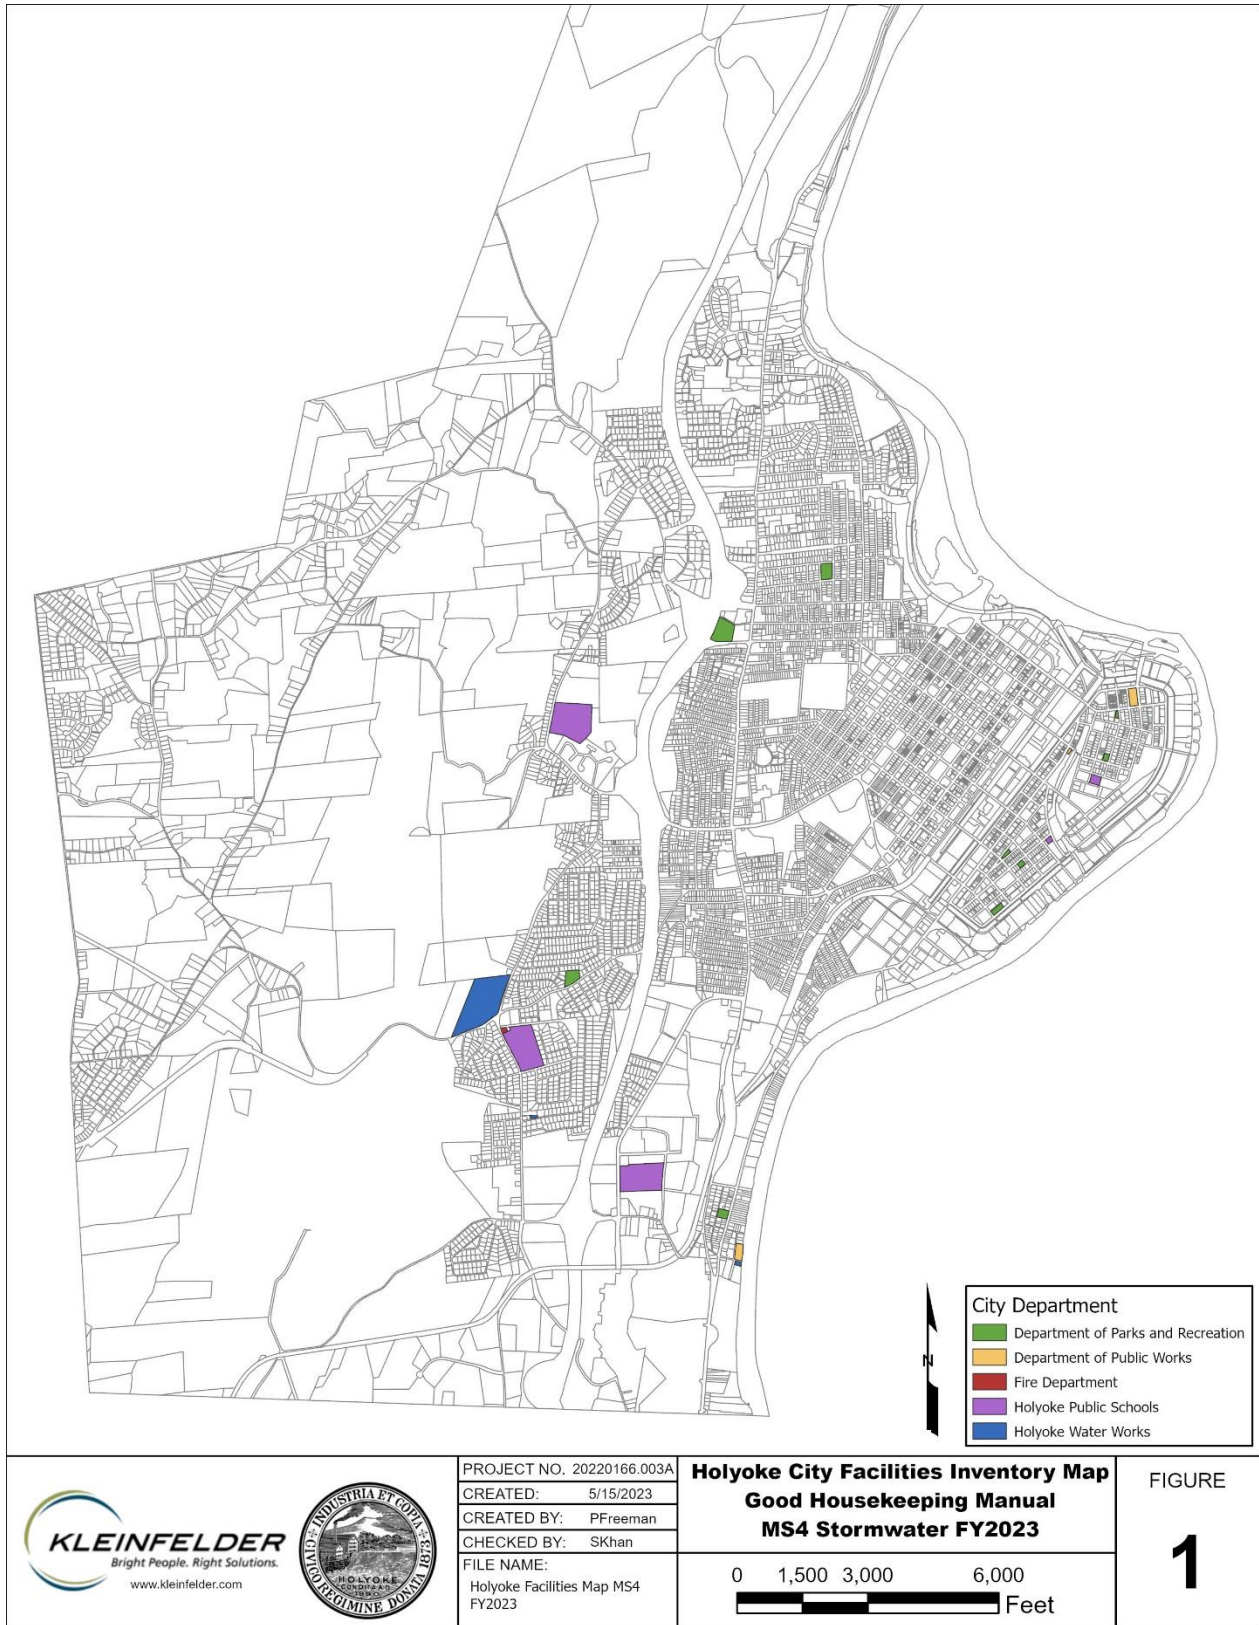 City Department
Department of Parks and Recreation
Department of Public Works
Fire Department
Holyoke Public Schools
Holyoke Water Works
N
KLEINFELDER
Bright People. Right Solutions.
www.kleinfelder.com
INDUSTRIA ET COPIA
CIVICO REGIMINE DONATA 1873
HOLYOKE
1850
PROJECT NO. 20220166.003A
CREATED: 5/15/2023
CREATED BY: PFreeman
CHECKED BY: SKhan
FILE NAME:
Holyoke Facilities Map MS4
FY2023
Holyoke City Facilities Inventory Map
Good Housekeeping Manual
MS4 Stormwater FY2023
0 1,500 3,000 6,000
Feet
FIGURE
1